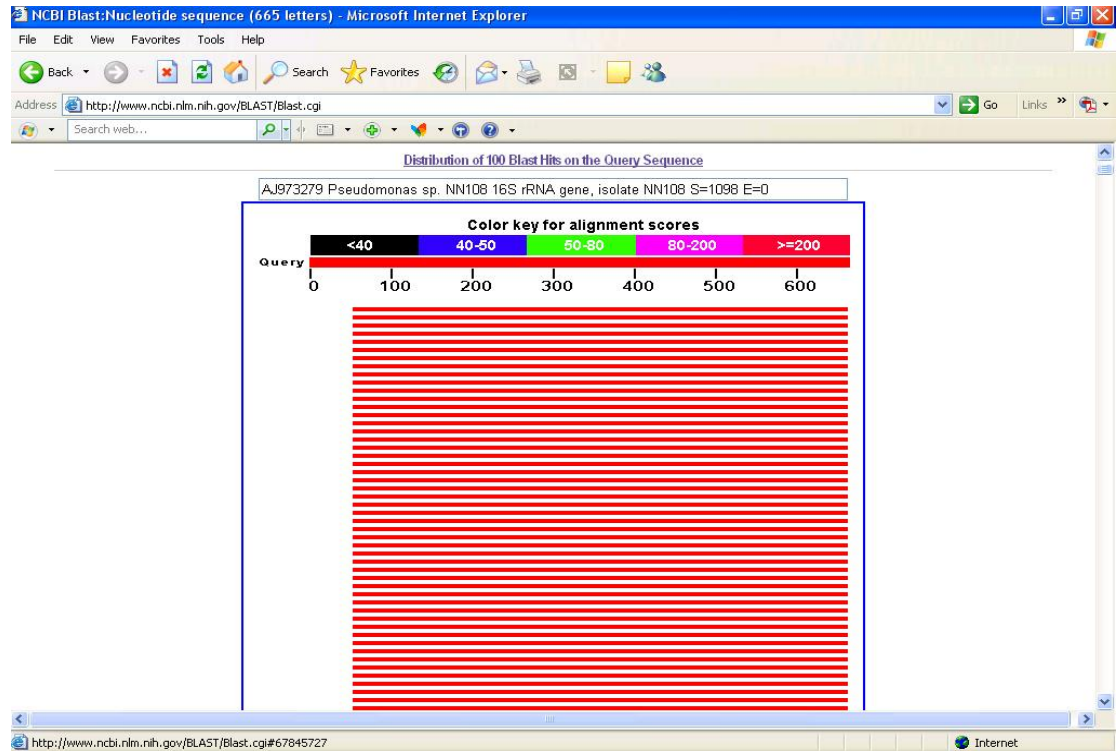 NCBI Blast:Nucleotide sequence (665 letters) - Microsoft Internet Explorer
File Edit View Favorites Tools Help
Back Search Favorites
Address http://www.ncbi.nlm.nih.gov/BLAST/Blast.cgi Go Links »
Search web...
Distribution of 100 Blast Hits on the Query Sequence
AJ973279 Pseudomonas sp. NN108 16S rRNA gene, isolate NN108 S=1098 E=0
Color key for alignment scores
<40 40-50 50-80 80-200 >=200
Query
0 100 200 300 400 500 600
http://www.ncbi.nlm.nih.gov/BLAST/Blast.cgi#67845727 Internet